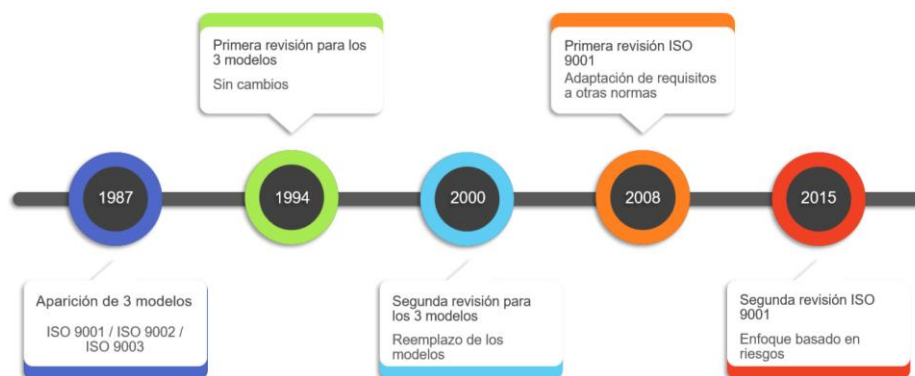 Primera revisión para los
3 modelos
Sin cambios
Primera revisión ISO
9001
Adaptación de requisitos
a otras normas
1987
1994
2000
2008
2015
Aparición de 3 modelos
ISO 9001 / ISO 9002 /
ISO 9003
Segunda revisión para
los 3 modelos
Reemplazo de los
modelos
Segunda revisión ISO
9001
Enfoque basado en
riesgos